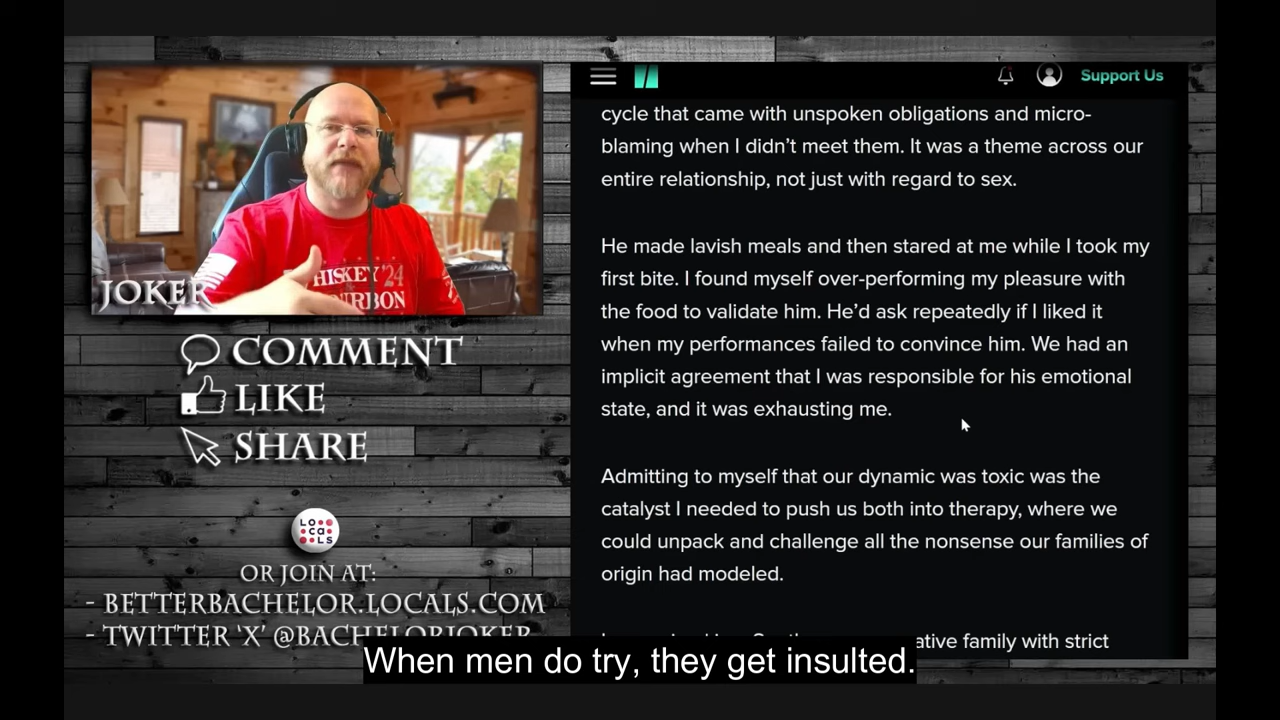 JOKER
HISKEY '24
COMMENT
LIKE
SHARE
LOCALS
OR JOIN AT:
- BETTERBACHELOR.LOCALS.COM
- TWITTER 'X' @BACHELORJOKER
Support Us
cycle that came with unspoken obligations and micro-
blaming when I didn’t meet them. It was a theme across our
entire relationship, not just with regard to sex.
He made lavish meals and then stared at me while I took my
first bite. I found myself over-performing my pleasure with
the food to validate him. He’d ask repeatedly if I liked it
when my performances failed to convince him. We had an
implicit agreement that I was responsible for his emotional
state, and it was exhausting me.
Admitting to myself that our dynamic was toxic was the
catalyst I needed to push us both into therapy, where we
could unpack and challenge all the nonsense our families of
origin had modeled.
ative family with strict
When men do try, they get insulted.